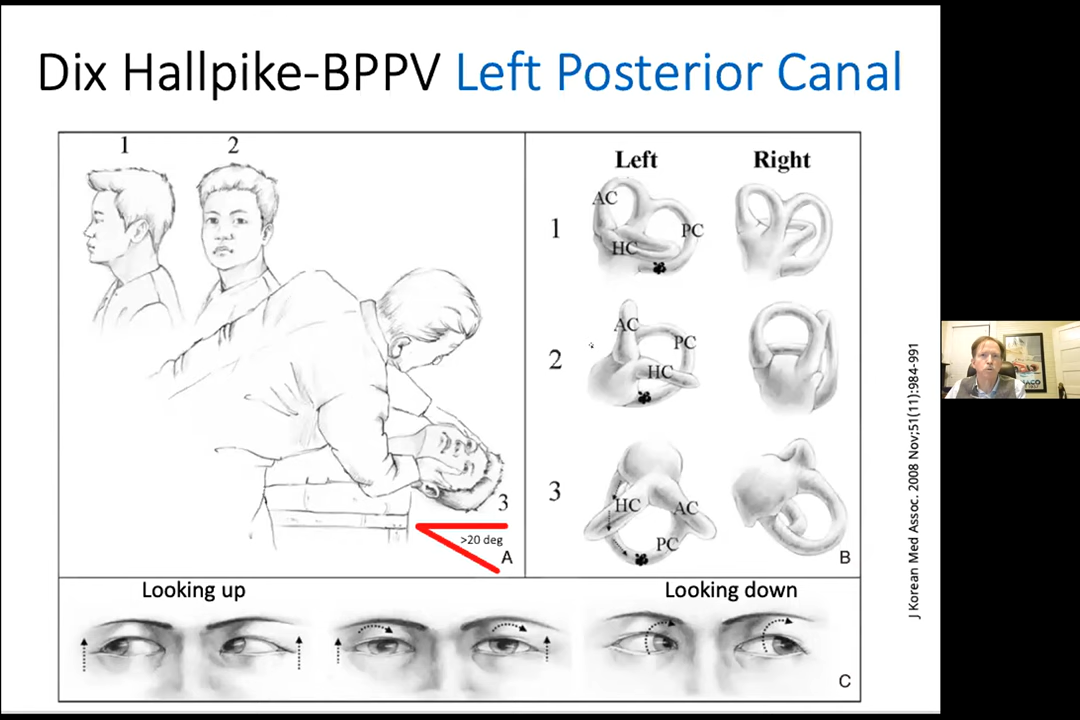 Dix Hallpike-BPPV Left Posterior Canal
1
2
3
>20 deg
A
Left
Right
1
AC
PC
HC
2
AC
PC
HC
3
HC
AC
PC
B
J Korean Med Assoc. 2008 Nov;51(11):984-991
Looking up
Looking down
C